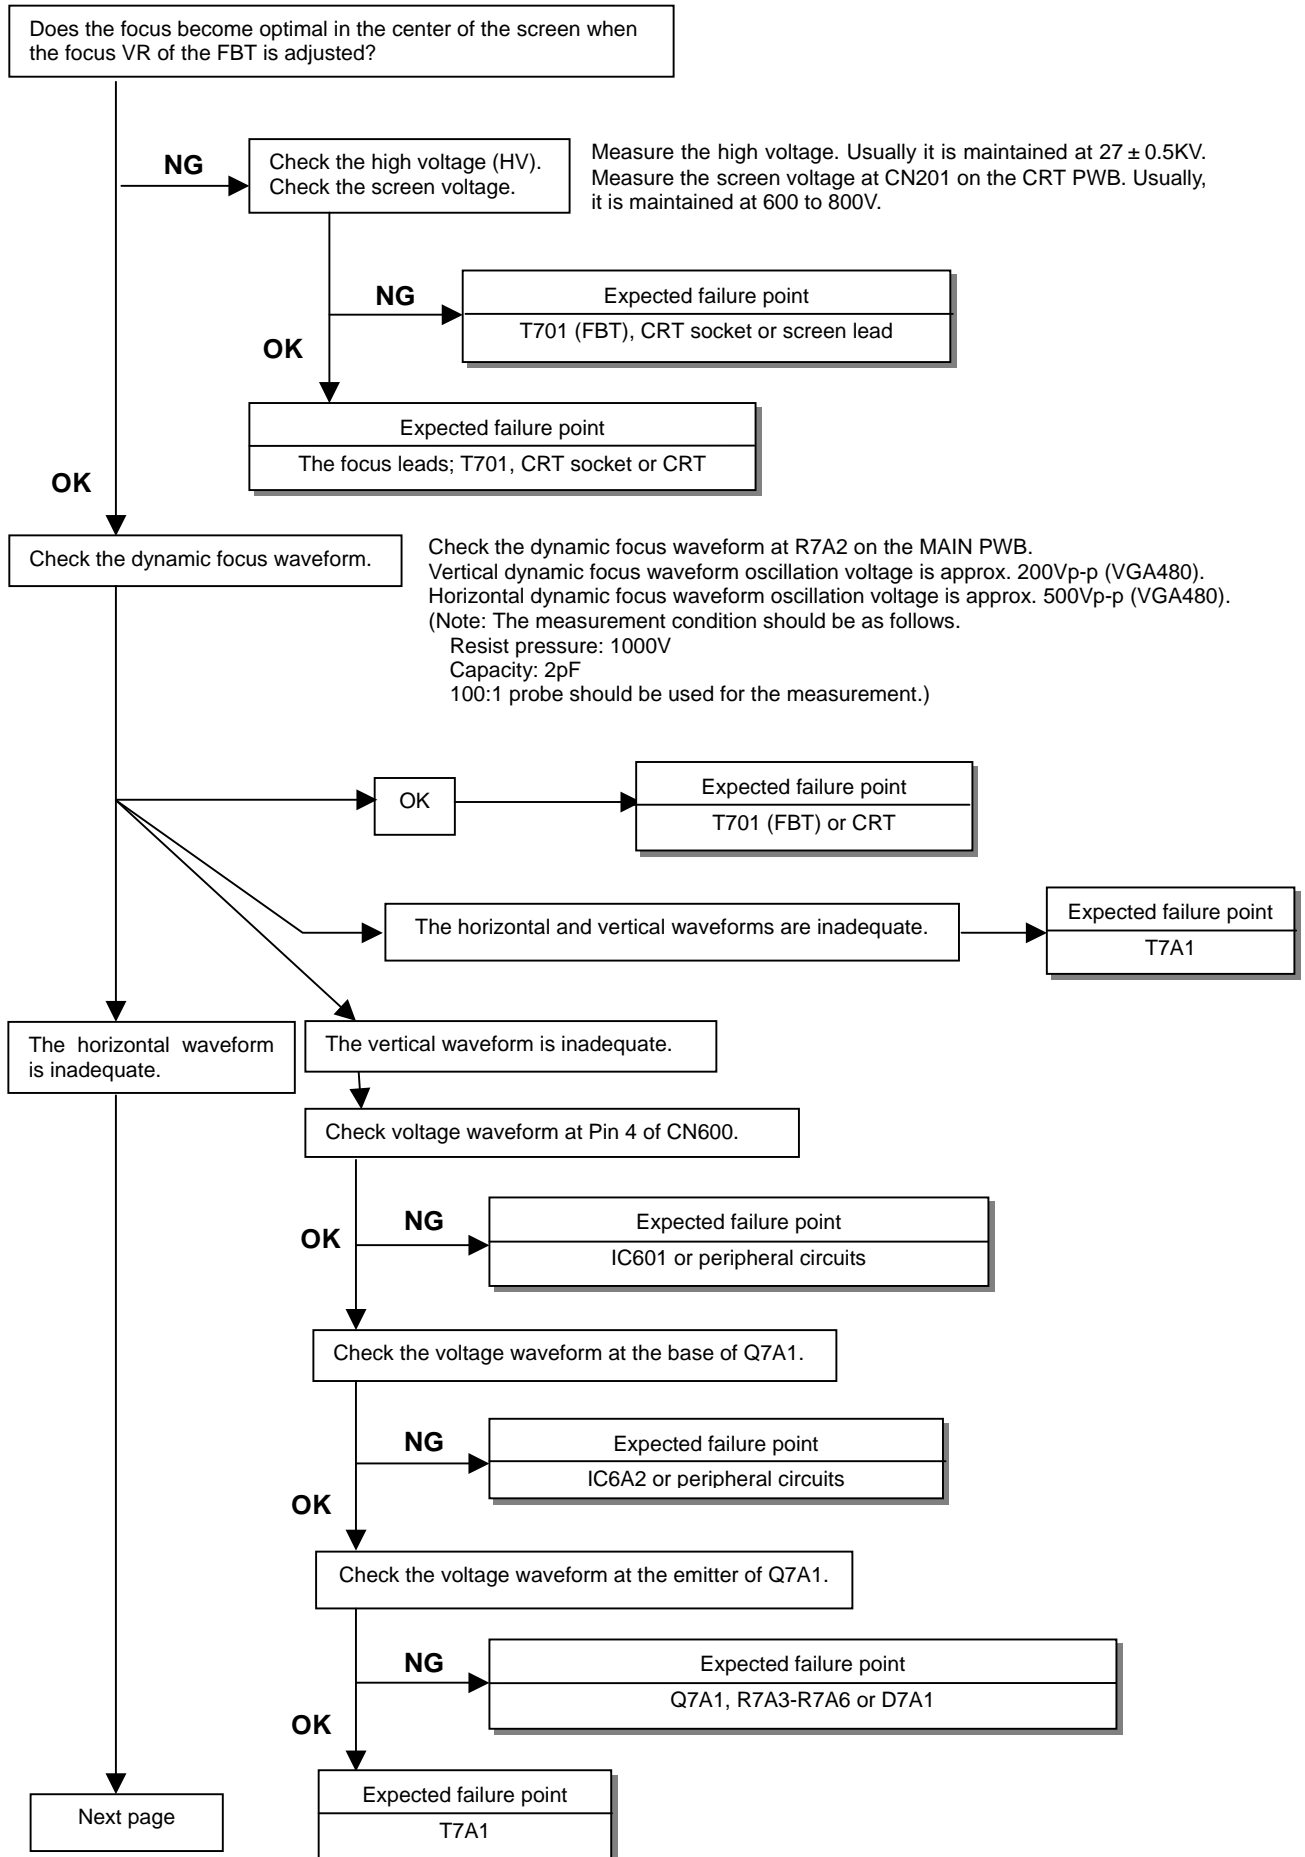 Does the focus become optimal in the center of the screen when
the focus VR of the FBT is adjusted?
NG
Check the high voltage (HV).
Check the screen voltage.
Measure the high voltage. Usually it is maintained at 27 ± 0.5KV.
Measure the screen voltage at CN201 on the CRT PWB. Usually,
it is maintained at 600 to 800V.
NG
Expected failure point
T701 (FBT), CRT socket or screen lead
OK
Expected failure point
The focus leads; T701, CRT socket or CRT
OK
Check the dynamic focus waveform.
Check the dynamic focus waveform at R7A2 on the MAIN PWB.
Vertical dynamic focus waveform oscillation voltage is approx. 200Vp-p (VGA480).
Horizontal dynamic focus waveform oscillation voltage is approx. 500Vp-p (VGA480).
(Note: The measurement condition should be as follows.
Resist pressure: 1000V
Capacity: 2pF
100:1 probe should be used for the measurement.)
OK
Expected failure point
T701 (FBT) or CRT
The horizontal and vertical waveforms are inadequate.
Expected failure point
T7A1
The horizontal waveform
is inadequate.
The vertical waveform is inadequate.
Check voltage waveform at Pin 4 of CN600.
NG
OK
Expected failure point
IC601 or peripheral circuits
Check the voltage waveform at the base of Q7A1.
NG
Expected failure point
IC6A2 or peripheral circuits
OK
Check the voltage waveform at the emitter of Q7A1.
NG
Expected failure point
Q7A1, R7A3-R7A6 or D7A1
OK
Expected failure point
T7A1
Next page